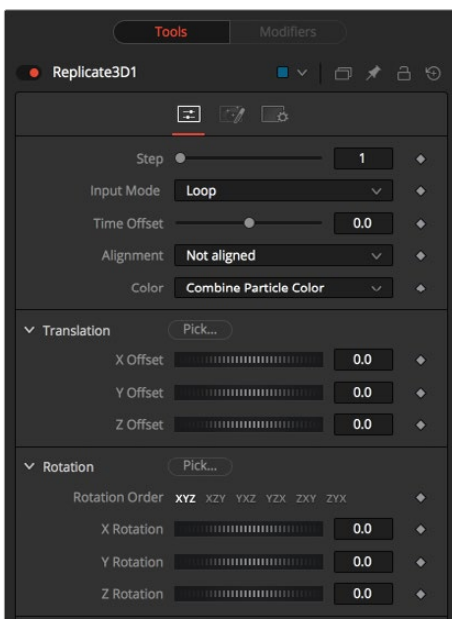 Tools Modifiers
Replicate3D1
Step 1
Input Mode Loop
Time Offset 0.0
Alignment Not aligned
Color Combine Particle Color
Translation Pick...
X Offset 0.0
Y Offset 0.0
Z Offset 0.0
Rotation Pick...
Rotation Order XYZ XZY YXZ YZX ZXY ZYX
X Rotation 0.0
Y Rotation 0.0
Z Rotation 0.0